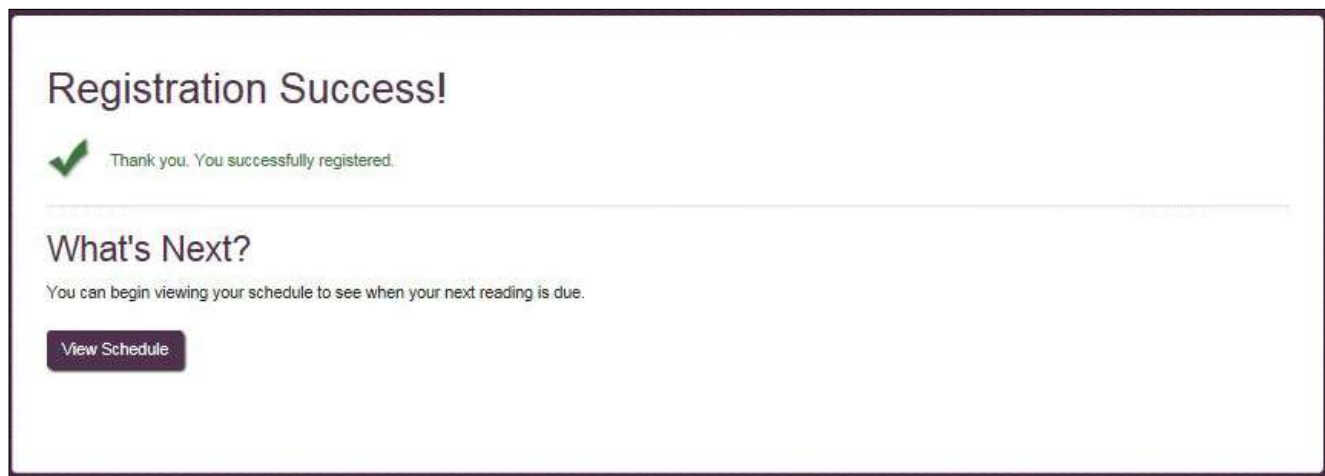 Registration Success!
Thank you. You successfully registered.
What's Next?
You can begin viewing your schedule to see when your next reading is due.
View Schedule